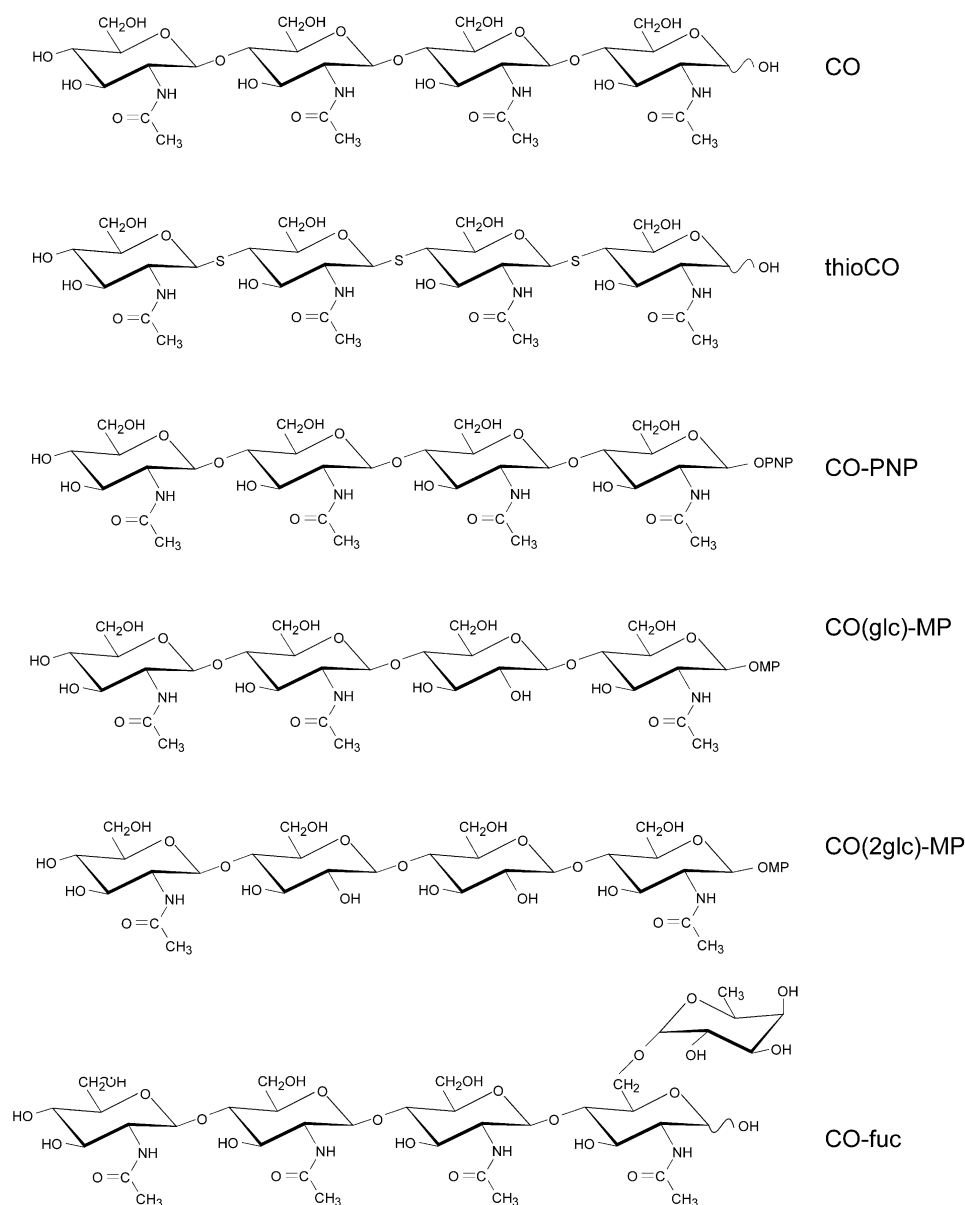 CH₂OH CH₂OH CH₂OH CH₂OH
O O O O
HO O O O OH CO
HO HO HO HO
NH NH NH NH
O=C O=C O=C O=C
CH₃ CH₃ CH₃ CH₃
CH₂OH CH₂OH CH₂OH CH₂OH
O O O O
HO S S S OH thioCO
HO HO HO HO
NH NH NH NH
O=C O=C O=C O=C
CH₃ CH₃ CH₃ CH₃
CH₂OH CH₂OH CH₂OH CH₂OH
O O O O
HO O O O OPNP CO-PNP
HO HO HO HO
NH NH NH NH
O=C O=C O=C O=C
CH₃ CH₃ CH₃ CH₃
CH₂OH CH₂OH CH₂OH CH₂OH CO(glc)-MP
O O O O
HO O O O OMP
HO HO HO HO
NH NH OH NH
O=C O=C O=C
CH₃ CH₃ CH₃
CH₂OH CH₂OH CH₂OH CH₂OH CO(2glc)-MP
O O O O
HO O O O OMP
HO HO HO HO
NH OH OH NH
O=C O=C
CH₃ CH₃
O CH₃ OH
O OH OH
CH₂OH CH₂OH CH₂OH CH₂
O O O O
HO O O O OH CO-fuc
HO HO HO HO
NH NH NH NH
O=C O=C O=C O=C
CH₃ CH₃ CH₃ CH₃